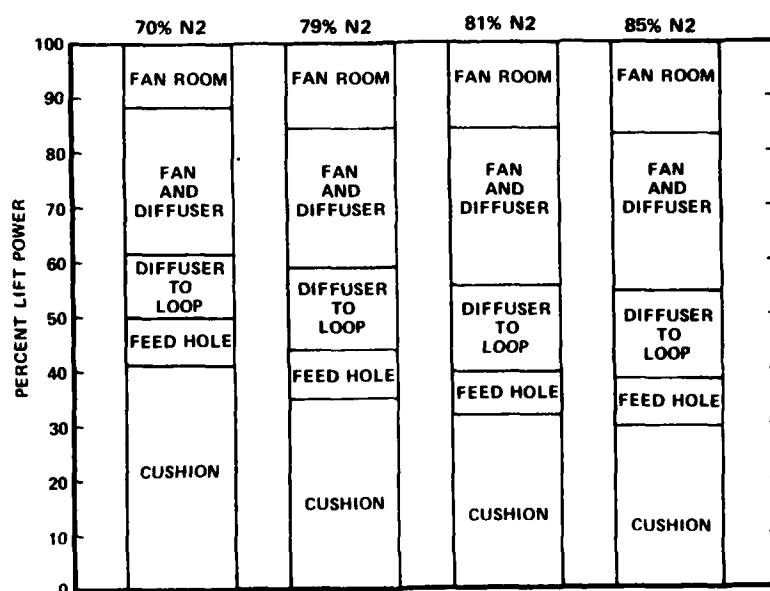 70% N2 79% N2 81% N2 85% N2
PERCENT LIFT POWER
100
90
80
70
60
50
40
30
20
10
0
FAN ROOM
FAN
AND
DIFFUSER
DIFFUSER
TO
LOOP
FEED HOLE
CUSHION
FAN ROOM
FAN
AND
DIFFUSER
DIFFUSER
TO
LOOP
FEED HOLE
CUSHION
FAN ROOM
FAN
AND
DIFFUSER
DIFFUSER
TO
LOOP
FEED HOLE
CUSHION
FAN ROOM
FAN
AND
DIFFUSER
DIFFUSER
TO
LOOP
FEED HOLE
CUSHION